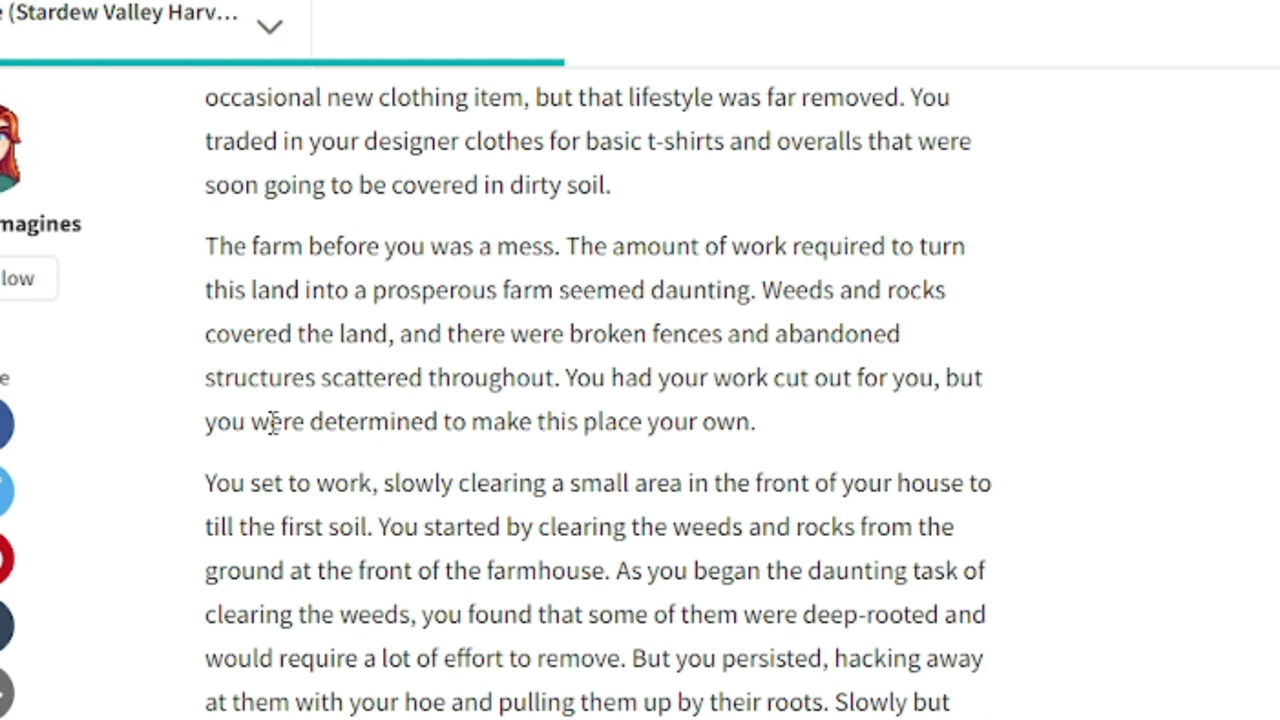 (Stardew Valley Harv...
occasional new clothing item, but that lifestyle was far removed. You
traded in your designer clothes for basic t-shirts and overalls that were
soon going to be covered in dirty soil.
magines
low
The farm before you was a mess. The amount of work required to turn
this land into a prosperous farm seemed daunting. Weeds and rocks
covered the land, and there were broken fences and abandoned
e
structures scattered throughout. You had your work cut out for you, but
you were determined to make this place your own.
You set to work, slowly clearing a small area in the front of your house to
till the first soil. You started by clearing the weeds and rocks from the
ground at the front of the farmhouse. As you began the daunting task of
clearing the weeds, you found that some of them were deep-rooted and
would require a lot of effort to remove. But you persisted, hacking away
at them with your hoe and pulling them up by their roots. Slowly but